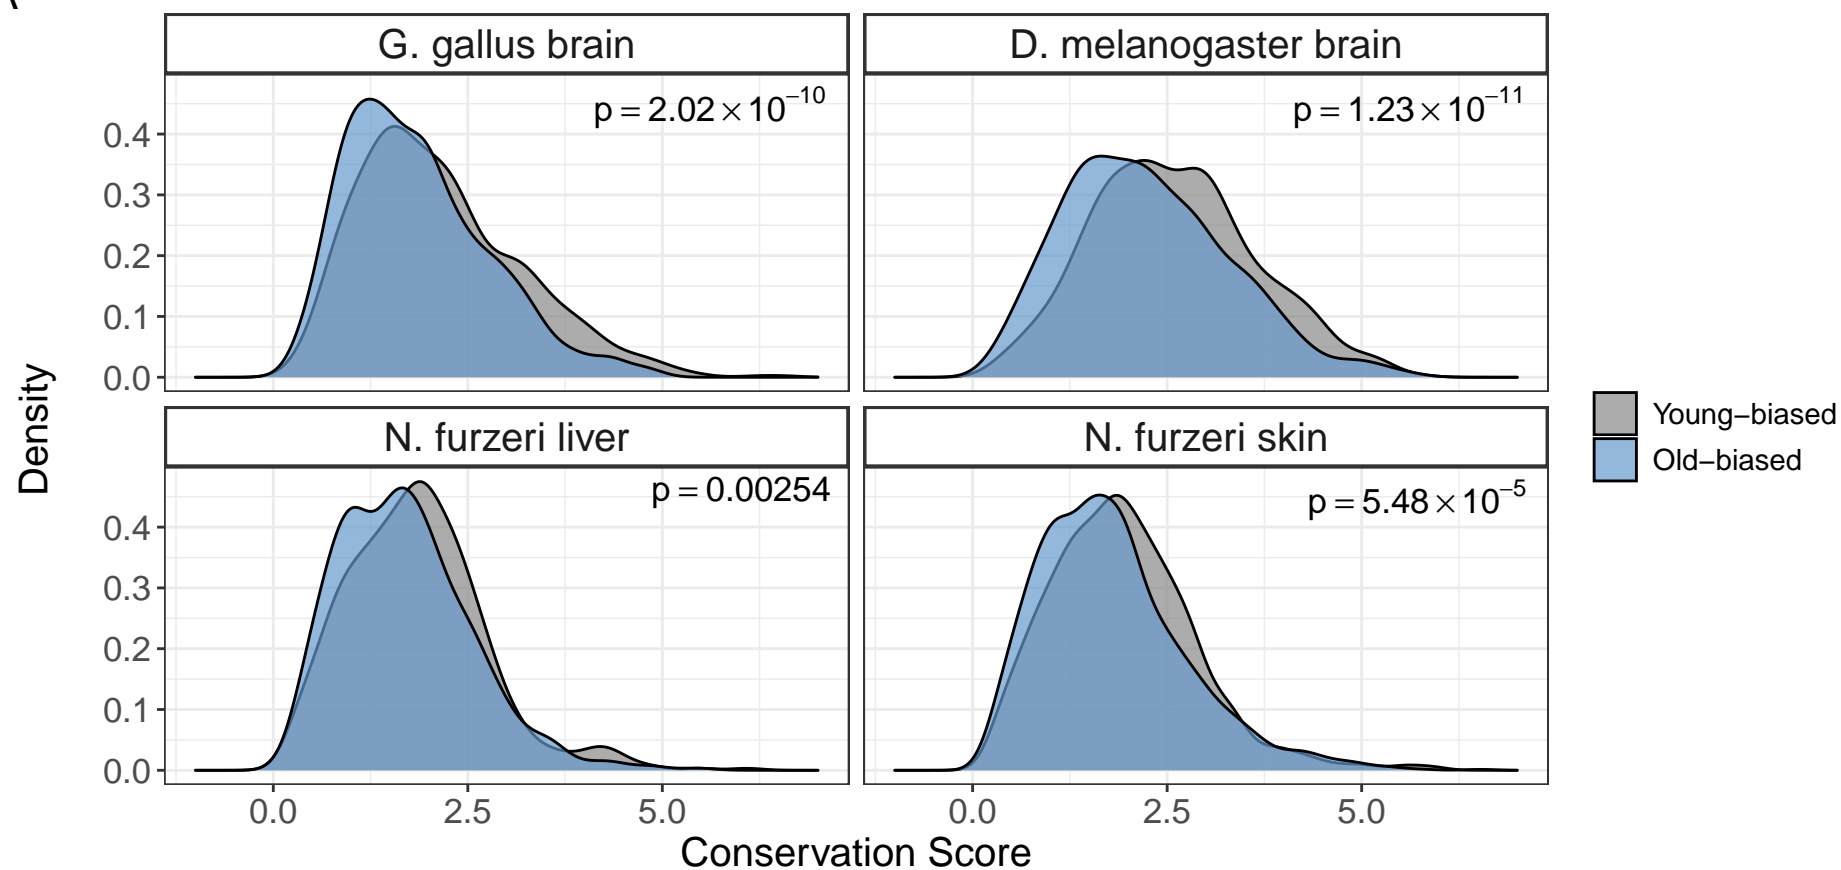 G. gallus brain
D. melanogaster brain
p = 2.02 × 10⁻¹⁰
p = 1.23 × 10⁻¹¹
0.4
0.3
0.2
0.1
0.0
N. furzeri liver
N. furzeri skin
p = 0.00254
p = 5.48 × 10⁻⁵
0.4
0.3
0.2
0.1
0.0
0.0 2.5 5.0
0.0 2.5 5.0
Conservation Score
Density
Young−biased
Old−biased